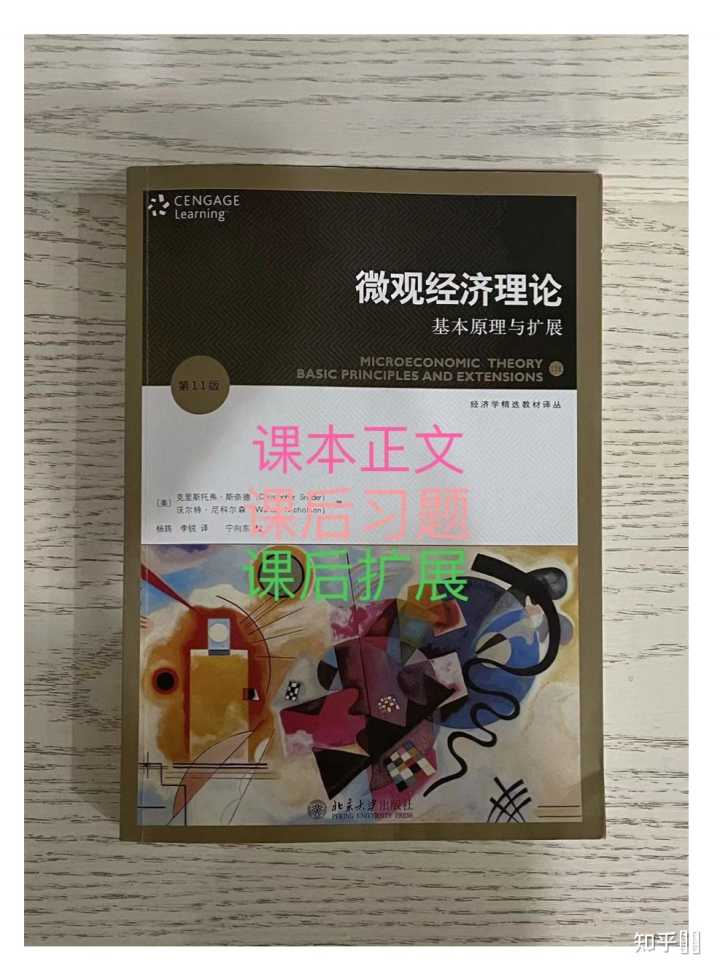 CENGAGE
Learning
微观经济理论
基本原理与扩展
MICROECONOMIC THEORY
BASIC PRINCIPLES AND EXTENSIONS
第11版
经济学精选教材译丛
课本正文
[美] 克里斯托弗·斯奈德
沃尔特·尼科尔森
课后习题
杨筠 李锐 译 宁向东
课后扩展
北京大学出版社
PEKING UNIVERSITY PRESS
知乎